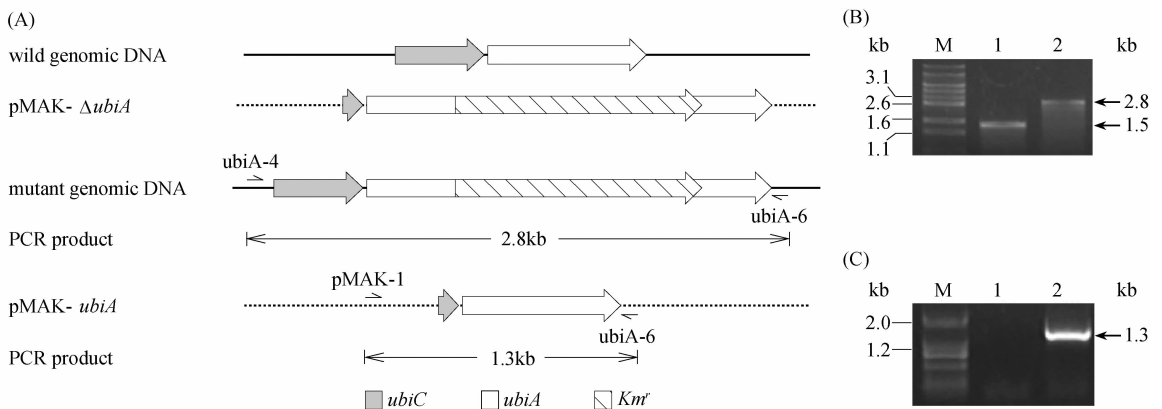 (A)
wild genomic DNA
pMAK- ΔubiA
ubiA-4
mutant genomic DNA
ubiA-6
PCR product
2.8kb
pMAK-1
pMAK- ubiA
ubiA-6
PCR product
1.3kb
ubiC ubiA Kmʳ
(B)
kb M 1 2 kb
3.1
2.6 2.8
1.6 1.5
1.1
(C)
kb M 1 2 kb
2.0
1.2 1.3